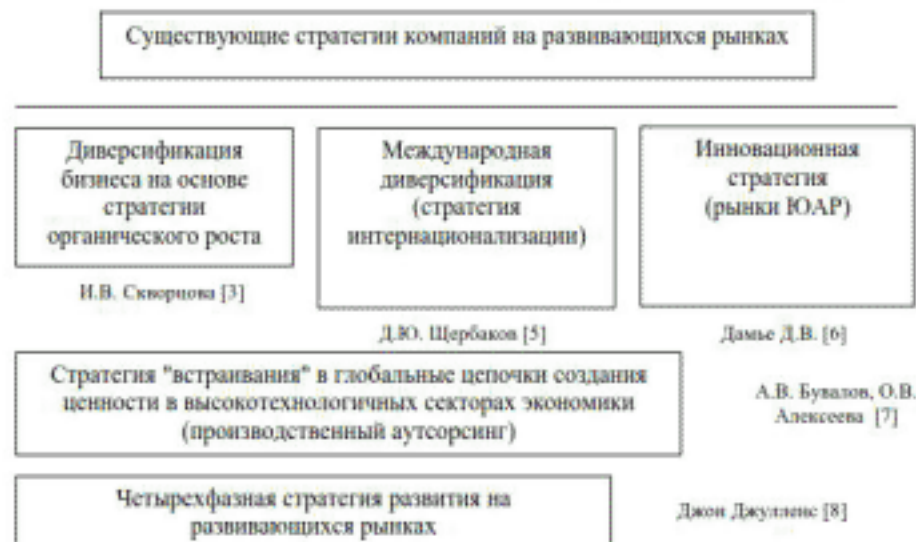 Существующие стратегии компаний на развивающихся рынках
Диверсификация
бизнеса на основе
стратегии
органического роста
И.В. Скворцова [3]
Международная
диверсификация
(стратегия
интернационализации)
Д.Ю. Щербаков [5]
Инновационная
стратегия
(рынки ЮАР)
Дамье Д.В. [6]
Стратегия "встраивания" в глобальные цепочки создания
ценности в высокотехнологичных секторах экономики
(производственный аутсорсинг)
А.В. Бувалов, О.В.
Алексеева [7]
Четырехфазная стратегия развития на
развивающихся рынках
Джон Джулленс [8]